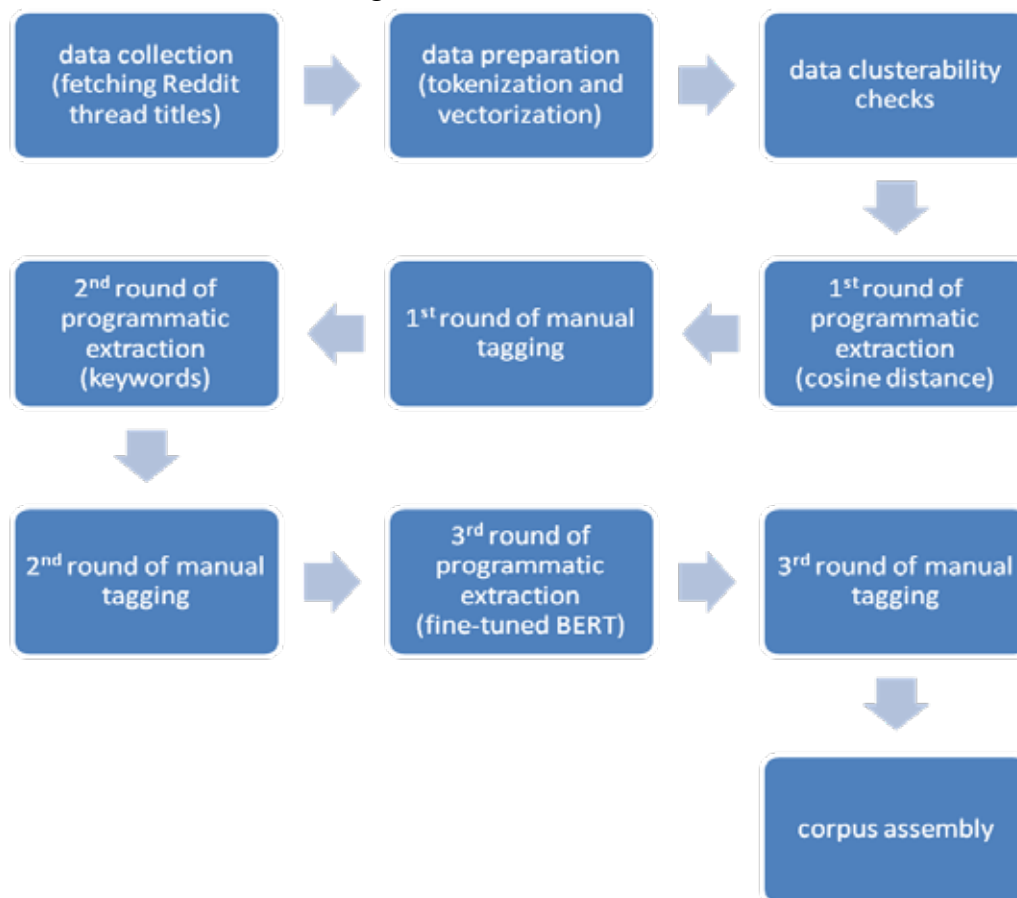 data collection
(fetching Reddit
thread titles)
data preparation
(tokenization and
vectorization)
data clusterability
checks
1st round of
programmatic
extraction
(cosine distance)
1st round of manual
tagging
2nd round of
programmatic
extraction
(keywords)
2nd round of manual
tagging
3rd round of
programmatic
extraction
(fine-tuned BERT)
3rd round of manual
tagging
corpus assembly